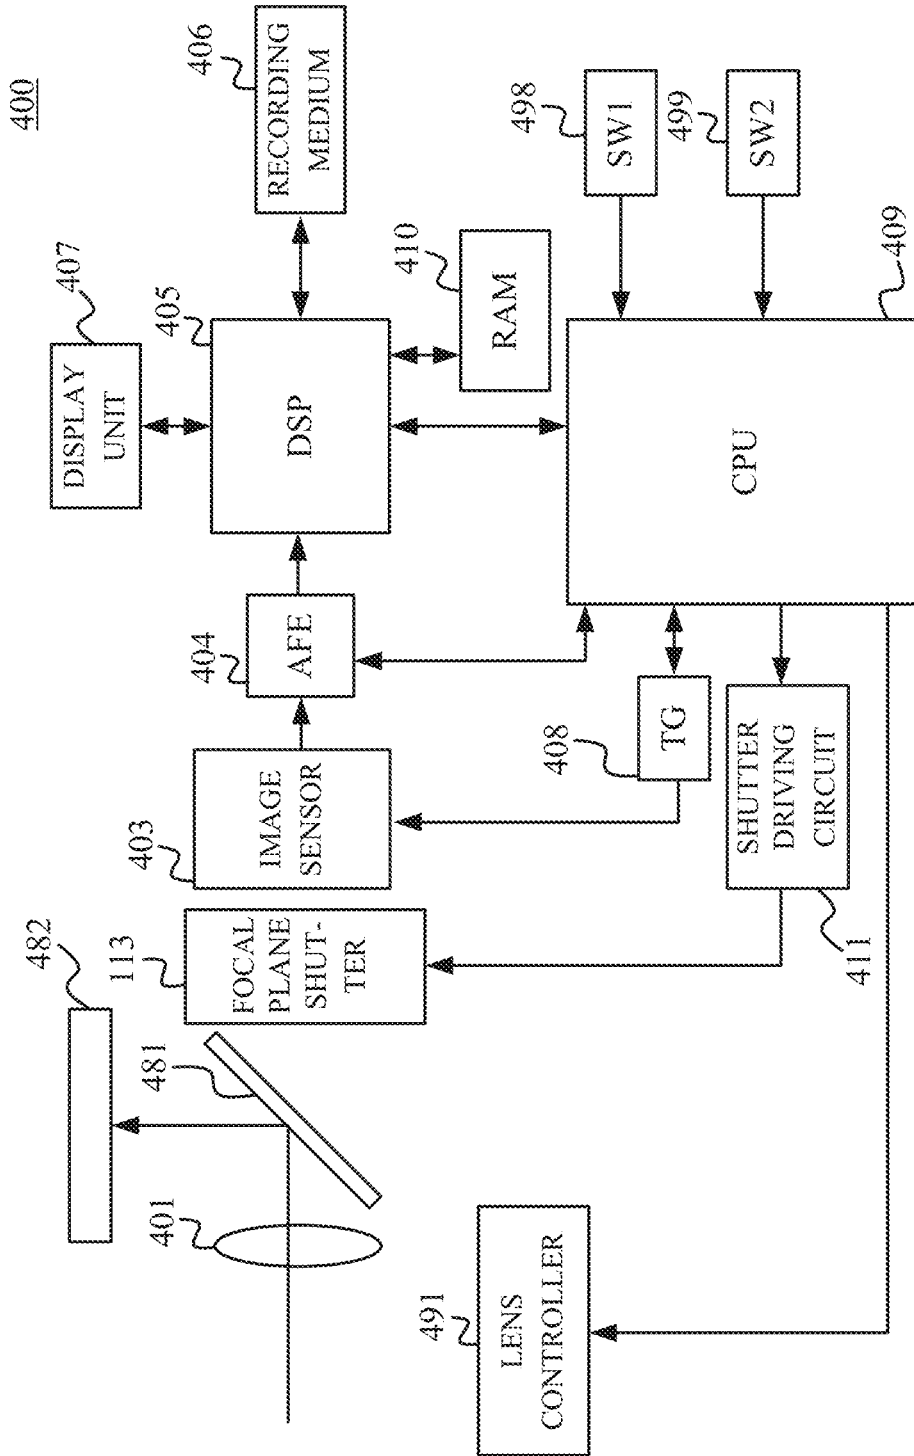 400
482
481
401
113
FOCAL
PLANE
SHUT-
TER
403
IMAGE
SENSOR
404
AFE
405
DSP
407
DISPLAY
UNIT
406
RECORDING
MEDIUM
410
RAM
491
LENS
CONTROLLER
408
TG
411
SHUTTER
DRIVING
CIRCUIT
CPU
409
498
SW1
499
SW2